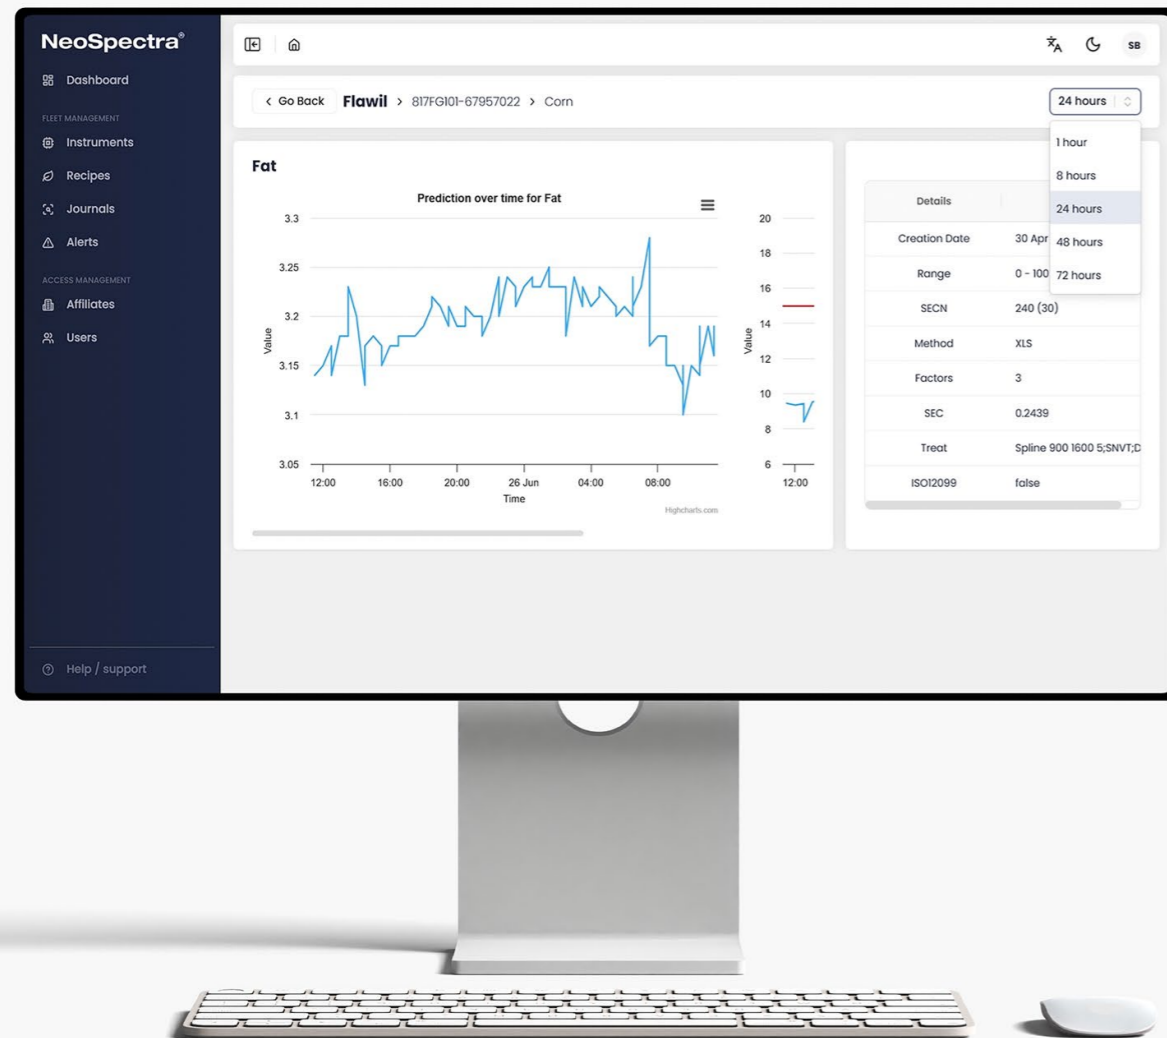 NeoSpectra®
Dashboard
FLEET MANAGEMENT
Instruments
Recipes
Journals
Alerts
ACCESS MANAGEMENT
Affiliates
Users
Help / support
SB
Go Back Flawil > 817FG101-67957022 > Corn
24 hours
1 hour
8 hours
24 hours
48 hours
72 hours
Fat
Prediction over time for Fat
Value
3.3
3.25
3.2
3.15
3.1
3.05
12:00 16:00 20:00 26 Jun 04:00 08:00
Time
Highcharts.com
Value
20
18
16
14
12
10
8
6
12:00
Details
Creation Date 30 Apr
Range 0 - 100
SECN 240 (30)
Method XLS
Factors 3
SEC 0.2439
Treat Spline 900 1600 5;SNVT;D
ISO12099 false